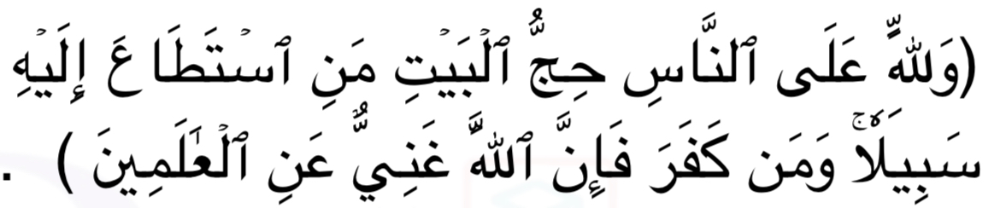 (وَلِلَّهِ عَلَى ٱلنَّاسِ حِجُّ ٱلْبَيْتِ مَنِ ٱسْتَطَاعَ إِلَيْهِ
سَبِيلًاۚ وَمَن كَفَرَ فَإِنَّ ٱللَّهَ غَنِيٌّ عَنِ ٱلْعَٰلَمِينَ ) .